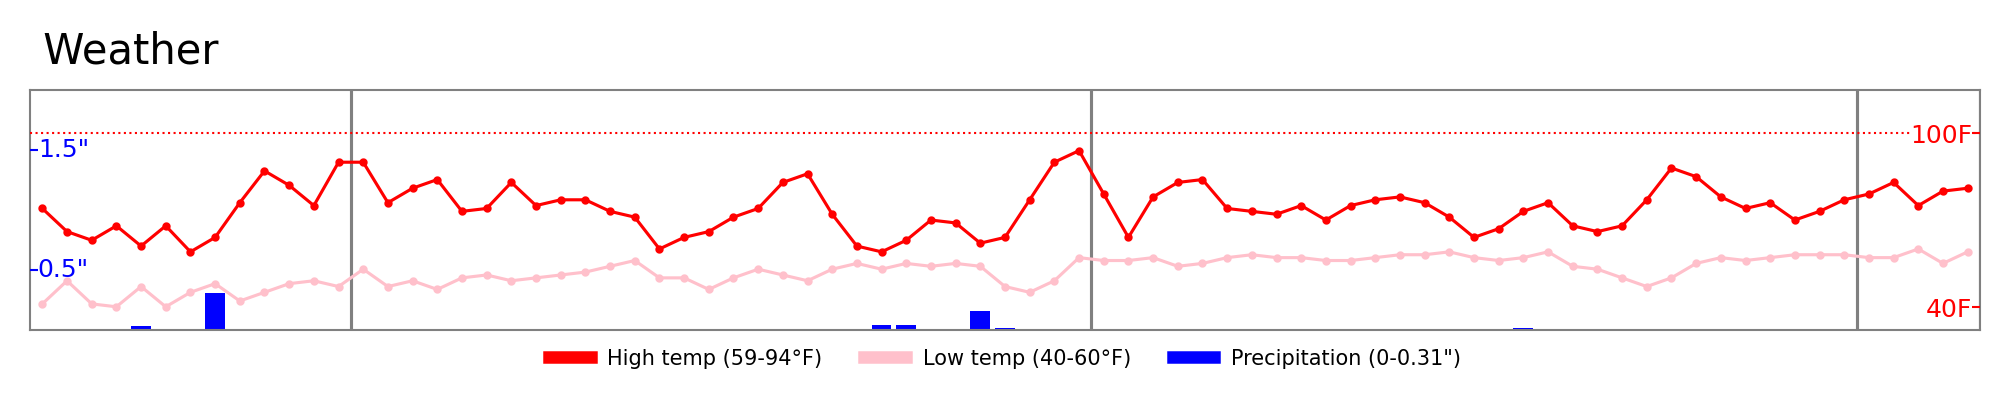 Weather
1.5"
100F
0.5"
40F
High temp (59-94°F) Low temp (40-60°F) Precipitation (0-0.31")